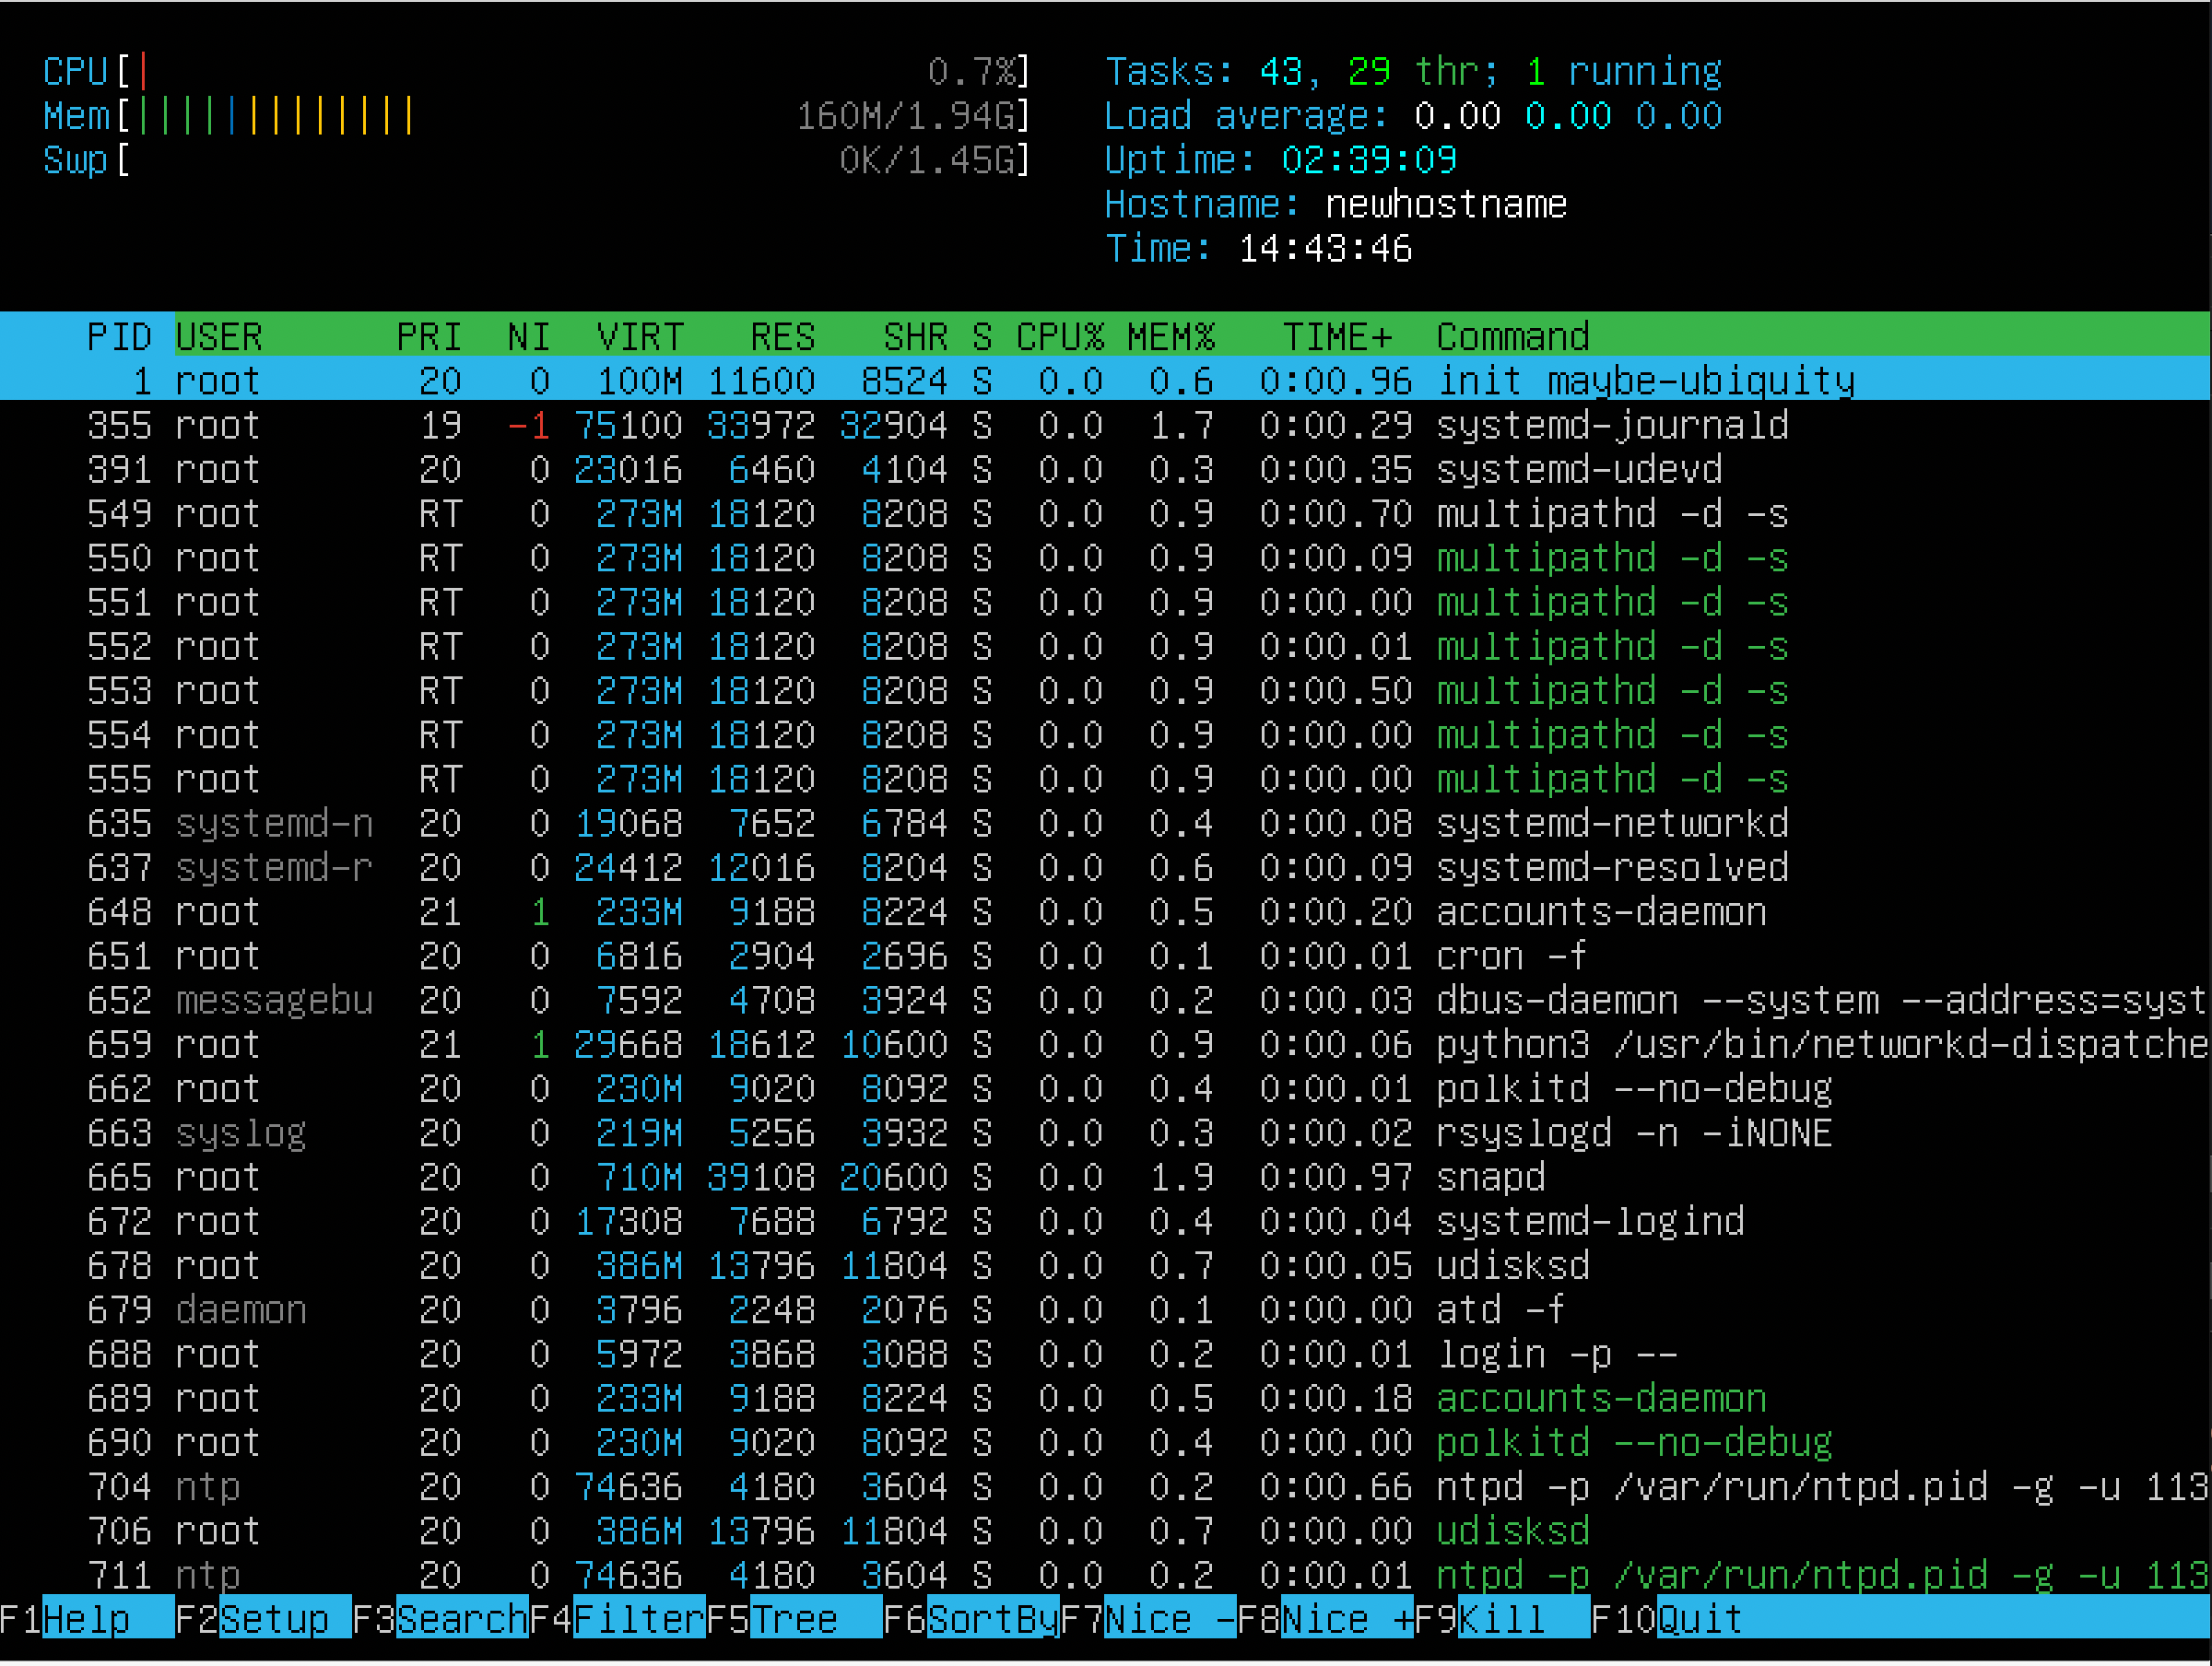 CPU[| 0.7%] Tasks: 43, 29 thr; 1 running
Mem[||||||||||||| 160M/1.94G] Load average: 0.00 0.00 0.00
Swp[ 0K/1.45G] Uptime: 02:39:09
Hostname: newhostname
Time: 14:43:46
PID USER PRI NI VIRT RES SHR S CPU% MEM% TIME+ Command
1 root 20 0 100M 11600 8524 S 0.0 0.6 0:00.96 init maybe-ubiquity
355 root 19 -1 75100 33972 32904 S 0.0 1.7 0:00.29 systemd-journald
391 root 20 0 23016 6460 4104 S 0.0 0.3 0:00.35 systemd-udevd
549 root RT 0 273M 18120 8208 S 0.0 0.9 0:00.70 multipathd -d -s
550 root RT 0 273M 18120 8208 S 0.0 0.9 0:00.09 multipathd -d -s
551 root RT 0 273M 18120 8208 S 0.0 0.9 0:00.00 multipathd -d -s
552 root RT 0 273M 18120 8208 S 0.0 0.9 0:00.01 multipathd -d -s
553 root RT 0 273M 18120 8208 S 0.0 0.9 0:00.50 multipathd -d -s
554 root RT 0 273M 18120 8208 S 0.0 0.9 0:00.00 multipathd -d -s
555 root RT 0 273M 18120 8208 S 0.0 0.9 0:00.00 multipathd -d -s
635 systemd-n 20 0 19068 7652 6784 S 0.0 0.4 0:00.08 systemd-networkd
637 systemd-r 20 0 24412 12016 8204 S 0.0 0.6 0:00.09 systemd-resolved
648 root 21 1 233M 9188 8224 S 0.0 0.5 0:00.20 accounts-daemon
651 root 20 0 6816 2904 2696 S 0.0 0.1 0:00.01 cron -f
652 messagebu 20 0 7592 4708 3924 S 0.0 0.2 0:00.03 dbus-daemon --system --address=syst
659 root 21 1 29668 18612 10600 S 0.0 0.9 0:00.06 python3 /usr/bin/networkd-dispatche
662 root 20 0 230M 9020 8092 S 0.0 0.4 0:00.01 polkitd --no-debug
663 syslog 20 0 219M 5256 3932 S 0.0 0.3 0:00.02 rsyslogd -n -iNONE
665 root 20 0 710M 39108 20600 S 0.0 1.9 0:00.97 snapd
672 root 20 0 17308 7688 6792 S 0.0 0.4 0:00.04 systemd-logind
678 root 20 0 386M 13796 11804 S 0.0 0.7 0:00.05 udisksd
679 daemon 20 0 3796 2248 2076 S 0.0 0.1 0:00.00 atd -f
688 root 20 0 5972 3868 3088 S 0.0 0.2 0:00.01 login -p --
689 root 20 0 233M 9188 8224 S 0.0 0.5 0:00.18 accounts-daemon
690 root 20 0 230M 9020 8092 S 0.0 0.4 0:00.00 polkitd --no-debug
704 ntp 20 0 74636 4180 3604 S 0.0 0.2 0:00.66 ntpd -p /var/run/ntpd.pid -g -u 113
706 root 20 0 386M 13796 11804 S 0.0 0.7 0:00.00 udisksd
711 ntp 20 0 74636 4180 3604 S 0.0 0.2 0:00.01 ntpd -p /var/run/ntpd.pid -g -u 113
F1Help F2Setup F3SearchF4FilterF5Tree F6SortByF7Nice -F8Nice +F9Kill F10Quit